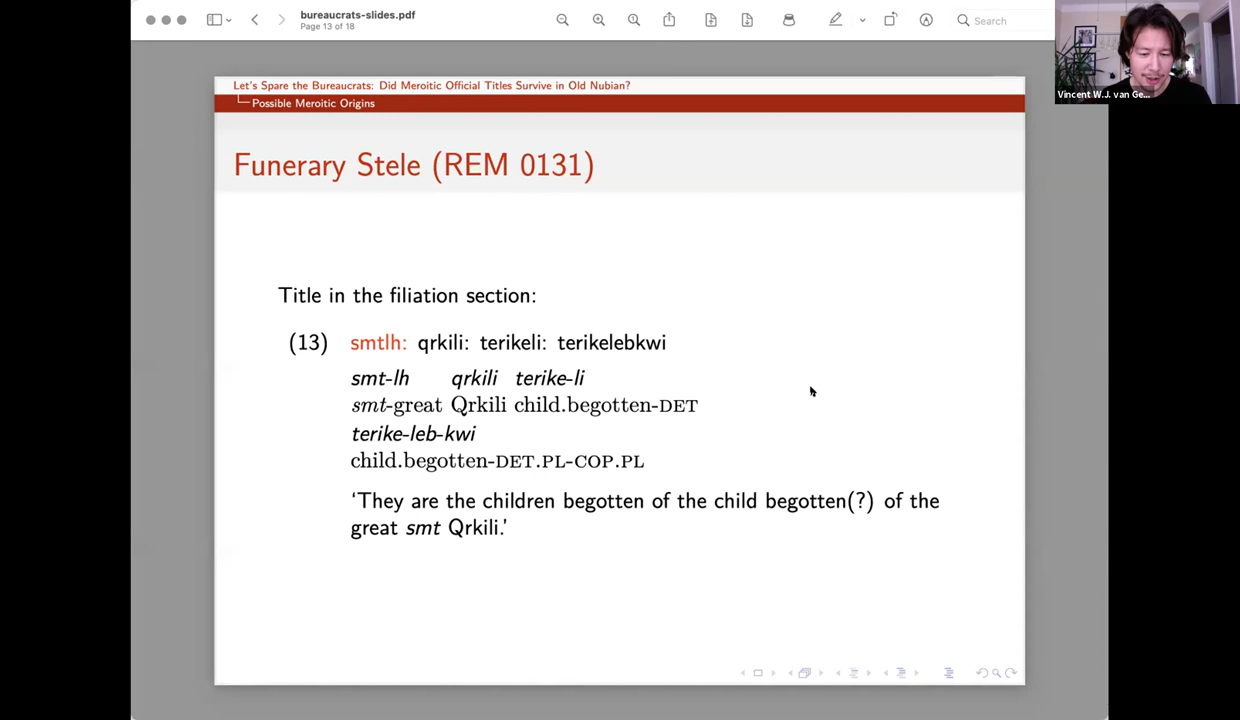 bureaucrats-slides.pdf
Page 13 of 18
Search
Vincent W.J. van Ge...
Let's Spare the Bureaucrats: Did Meroitic Official Titles Survive in Old Nubian?
Possible Meroitic Origins
Funerary Stele (REM 0131)
Title in the filiation section:
(13) smtlh: qrkili: terikeli: terikelebkwi
smt-lh qrkili terike-li
smt-great Qrkili child.begotten-DET
terike-leb-kwi
child.begotten-DET.PL-COP.PL
‘They are the children begotten of the child begotten(?) of the
great smt Qrkili.’